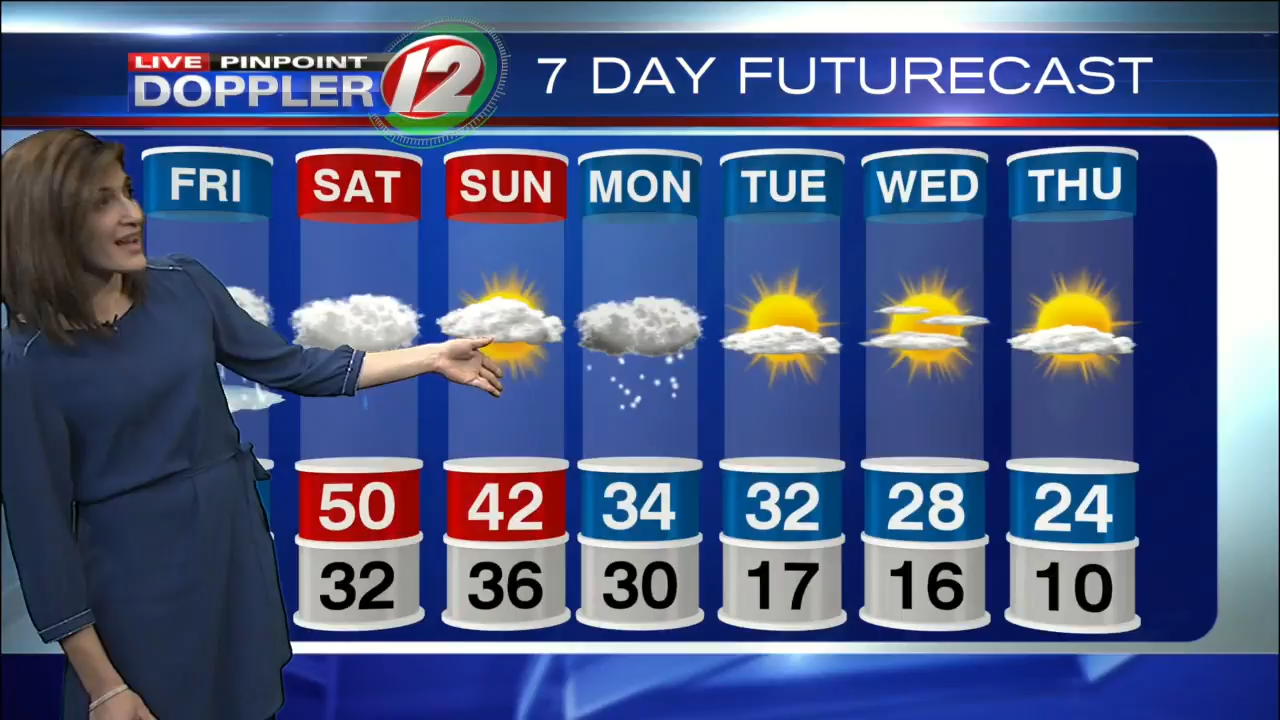 LIVE PINPOINT
DOPPLER 12
7 DAY FUTURECAST
FRI SAT SUN MON TUE WED THU
50 42 34 32 28 24
32 36 30 17 16 10